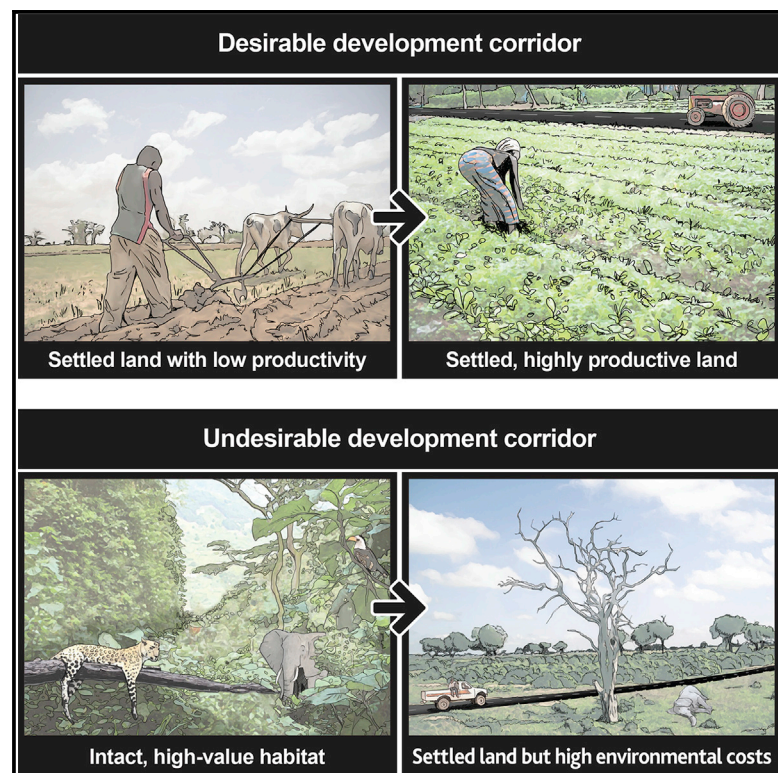 Desirable development corridor
Settled land with low productivity
Settled, highly productive land
Undesirable development corridor
Intact, high-value habitat
Settled land but high environmental costs